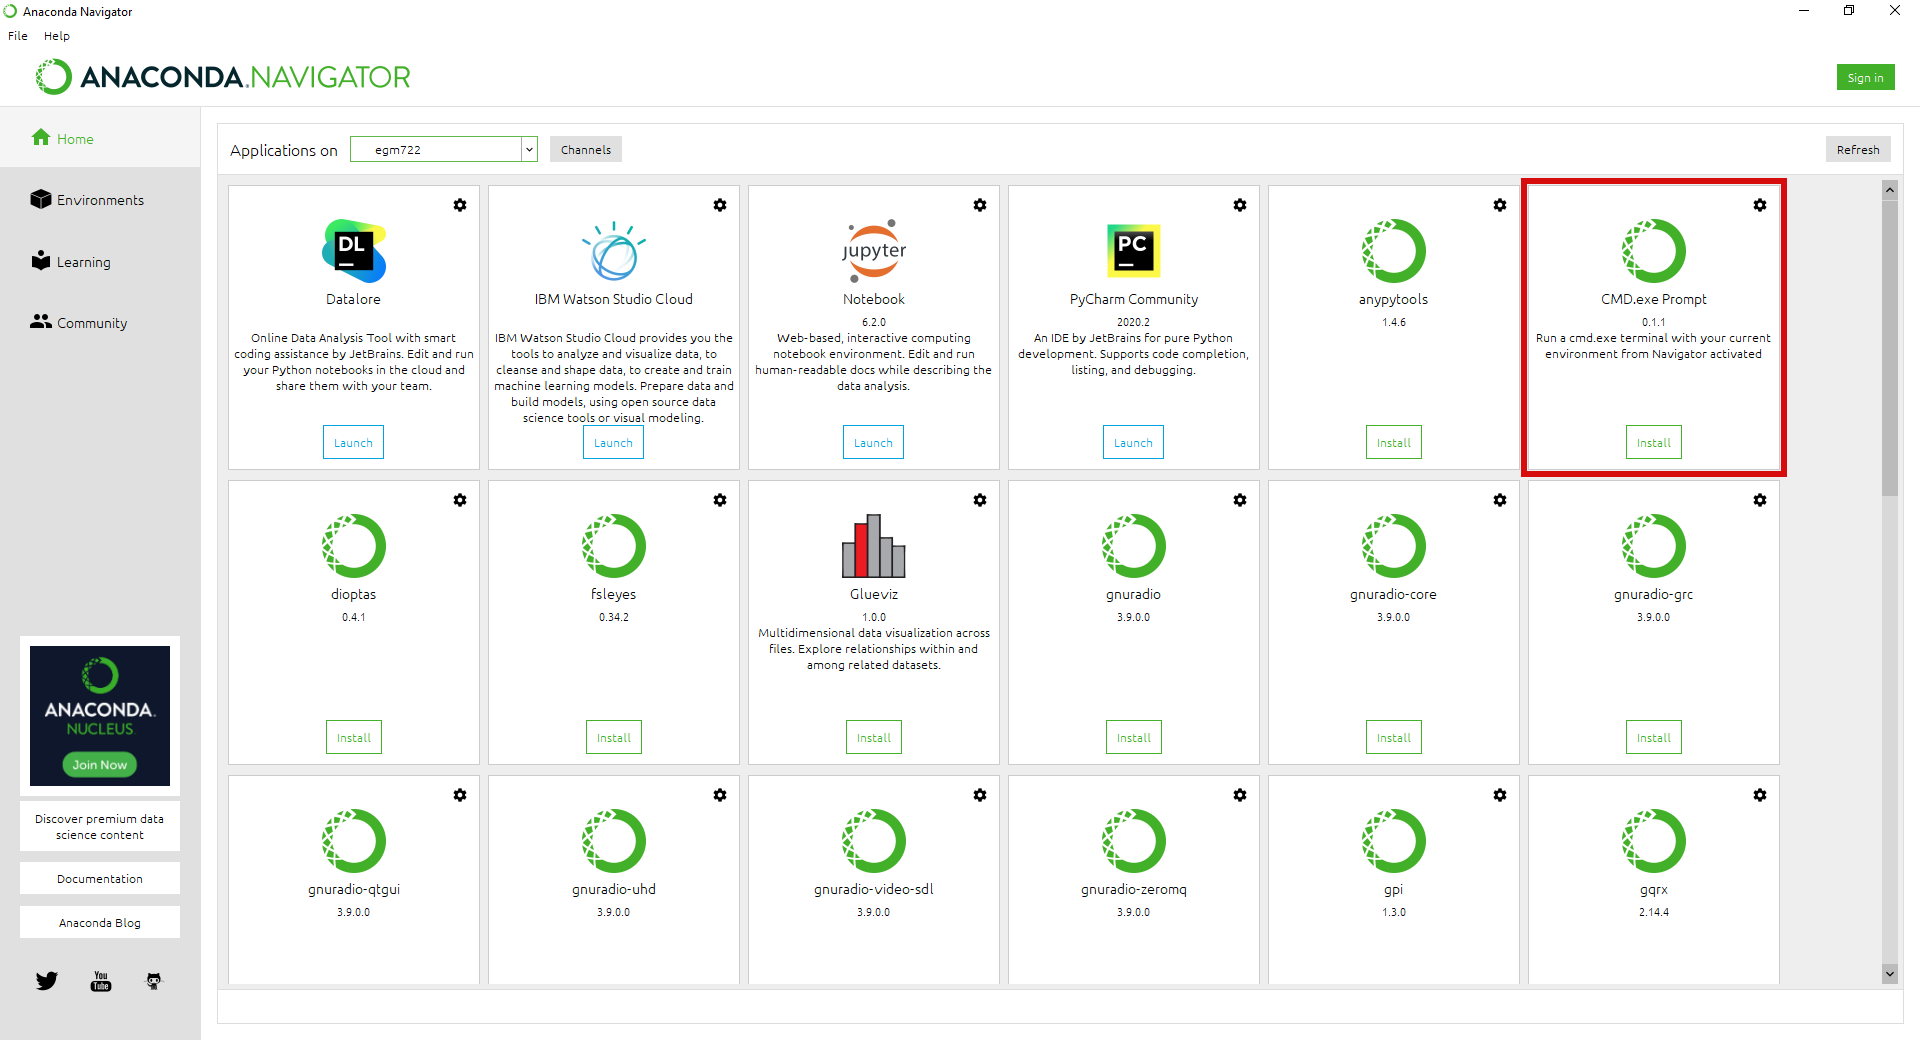 Anaconda Navigator
File Help
ANACONDA.NAVIGATOR
Sign in
Home
Environments
Learning
Community
ANACONDA.
NUCLEUS
Join Now
Discover premium data
science content
Documentation
Anaconda Blog
You
Tube
Applications on egm722 Channels Refresh
DL
Datalore
Online Data Analysis Tool with smart
coding assistance by JetBrains. Edit and run
your Python notebooks in the cloud and
share them with your team.
Launch
IBM Watson Studio Cloud
IBM Watson Studio Cloud provides you the
tools to analyze and visualize data, to
cleanse and shape data, to create and train
machine learning models. Prepare data and
build models, using open source data
science tools or visual modeling.
Launch
jupyter
Notebook
6.2.0
Web-based, interactive computing
notebook environment. Edit and run
human-readable docs while describing the
data analysis.
Launch
PC
PyCharm Community
2020.2
An IDE by JetBrains for pure Python
development. Supports code completion,
listing, and debugging.
Launch
anypytools
1.4.6
Install
CMD.exe Prompt
0.1.1
Run a cmd.exe terminal with your current
environment from Navigator activated
Install
dioptas
0.4.1
Install
fsleyes
0.34.2
Install
Glueviz
1.0.0
Multidimensional data visualization across
files. Explore relationships within and
among related datasets.
Install
gnuradio
3.9.0.0
Install
gnuradio-core
3.9.0.0
Install
gnuradio-grc
3.9.0.0
Install
gnuradio-qtgui
3.9.0.0
gnuradio-uhd
3.9.0.0
gnuradio-video-sdl
3.9.0.0
gnuradio-zeromq
3.9.0.0
gpi
1.3.0
gqrx
2.14.4